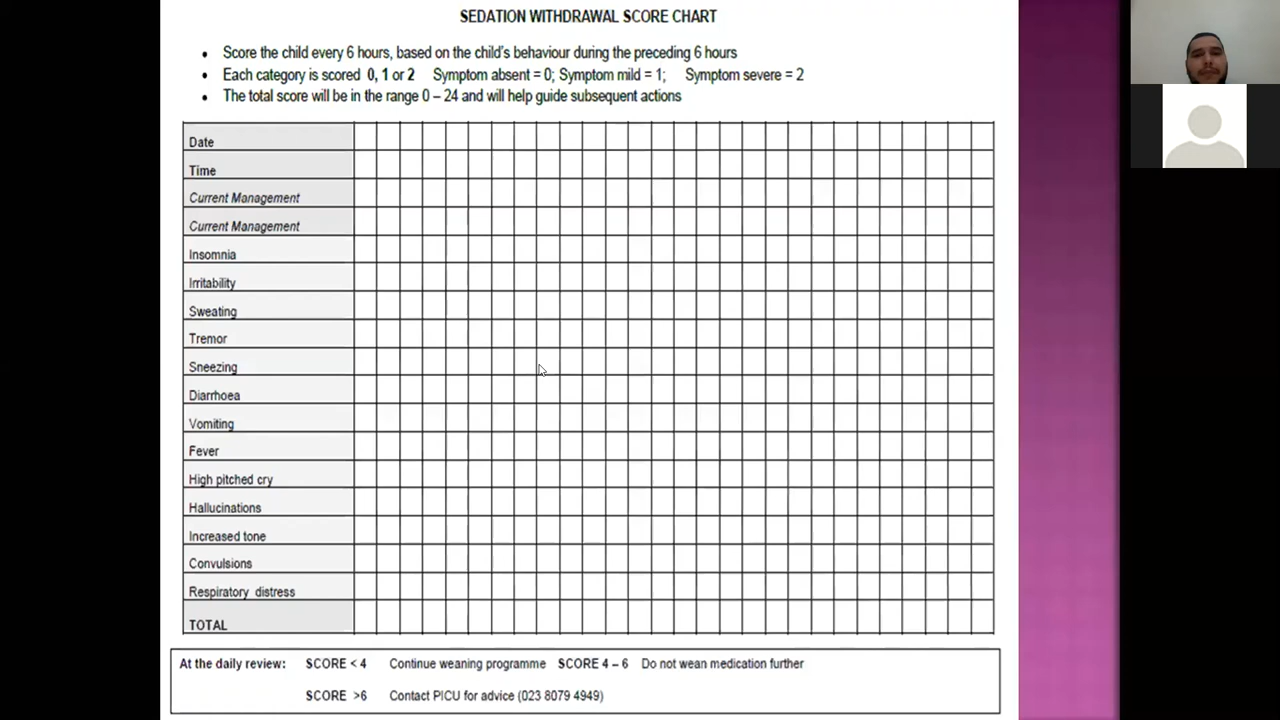 SEDATION WITHDRAWAL SCORE CHART
• Score the child every 6 hours, based on the child's behaviour during the preceding 6 hours
• Each category is scored 0, 1 or 2 Symptom absent = 0; Symptom mild = 1; Symptom severe = 2
• The total score will be in the range 0 – 24 and will help guide subsequent actions
Date
Time
Current Management
Current Management
Insomnia
Irritability
Sweating
Tremor
Sneezing
Diarrhoea
Vomiting
Fever
High pitched cry
Hallucinations
Increased tone
Convulsions
Respiratory distress
TOTAL
At the daily review: SCORE < 4 Continue weaning programme SCORE 4 – 6 Do not wean medication further
SCORE >6 Contact PICU for advice (023 8079 4949)